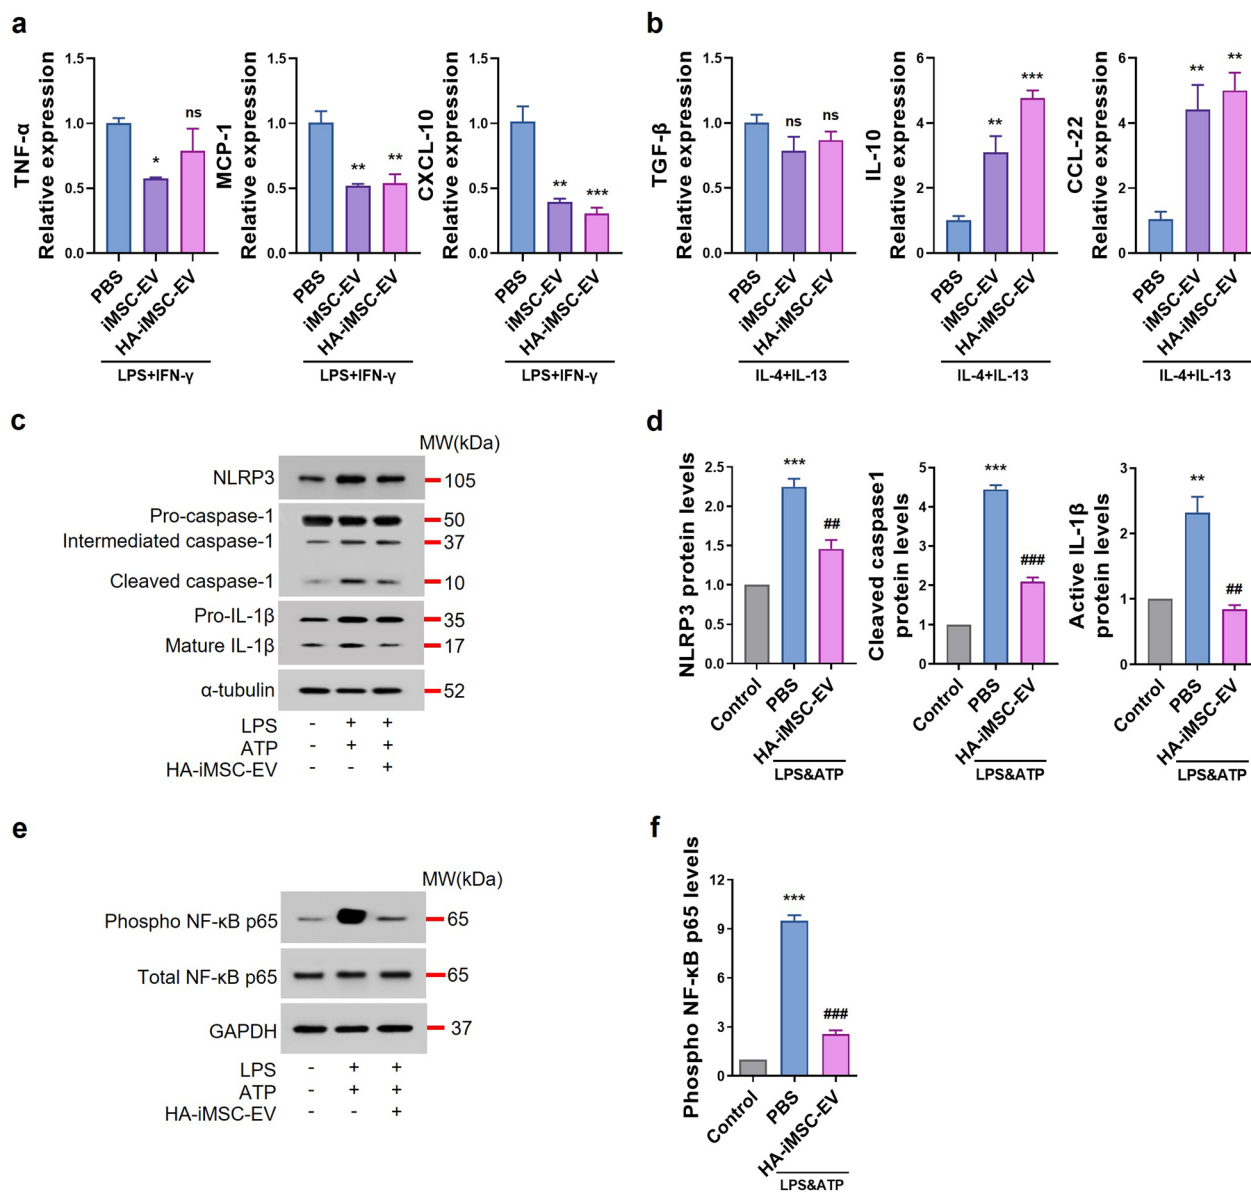 a
TNF-α
Relative expression
1.5
1.0
0.5
0.0
*
ns
PBS
iMSC-EV
HA-iMSC-EV
LPS+IFN-γ
MCP-1
Relative expression
1.5
1.0
0.5
0.0
**
**
PBS
iMSC-EV
HA-iMSC-EV
LPS+IFN-γ
CXCL-10
Relative expression
1.5
1.0
0.5
0.0
**
***
PBS
iMSC-EV
HA-iMSC-EV
LPS+IFN-γ
b
TGF-β
Relative expression
1.5
1.0
0.5
0.0
ns
ns
PBS
iMSC-EV
HA-iMSC-EV
IL-4+IL-13
IL-10
Relative expression
6
4
2
0
**
***
PBS
iMSC-EV
HA-iMSC-EV
IL-4+IL-13
CCL-22
Relative expression
6
4
2
0
**
**
PBS
iMSC-EV
HA-iMSC-EV
IL-4+IL-13
c
MW(kDa)
NLRP3 105
Pro-caspase-1 50
Intermediated caspase-1 37
Cleaved caspase-1 10
Pro-IL-1β 35
Mature IL-1β 17
α-tubulin 52
LPS - + +
ATP - + +
HA-iMSC-EV - - +
d
NLRP3 protein levels
2.5
2.0
1.5
1.0
0.5
0.0
***
##
Control
PBS
HA-iMSC-EV
LPS&ATP
Cleaved caspase1
protein levels
5
4
3
2
1
0
***
###
Control
PBS
HA-iMSC-EV
LPS&ATP
Active IL-1β
protein levels
3
2
1
0
**
##
Control
PBS
HA-iMSC-EV
LPS&ATP
e
MW(kDa)
Phospho NF-κB p65 65
Total NF-κB p65 65
GAPDH 37
LPS - + +
ATP - + +
HA-iMSC-EV - - +
f
Phospho NF-κB p65 levels
12
9
6
3
0
***
###
Control
PBS
HA-iMSC-EV
LPS&ATP